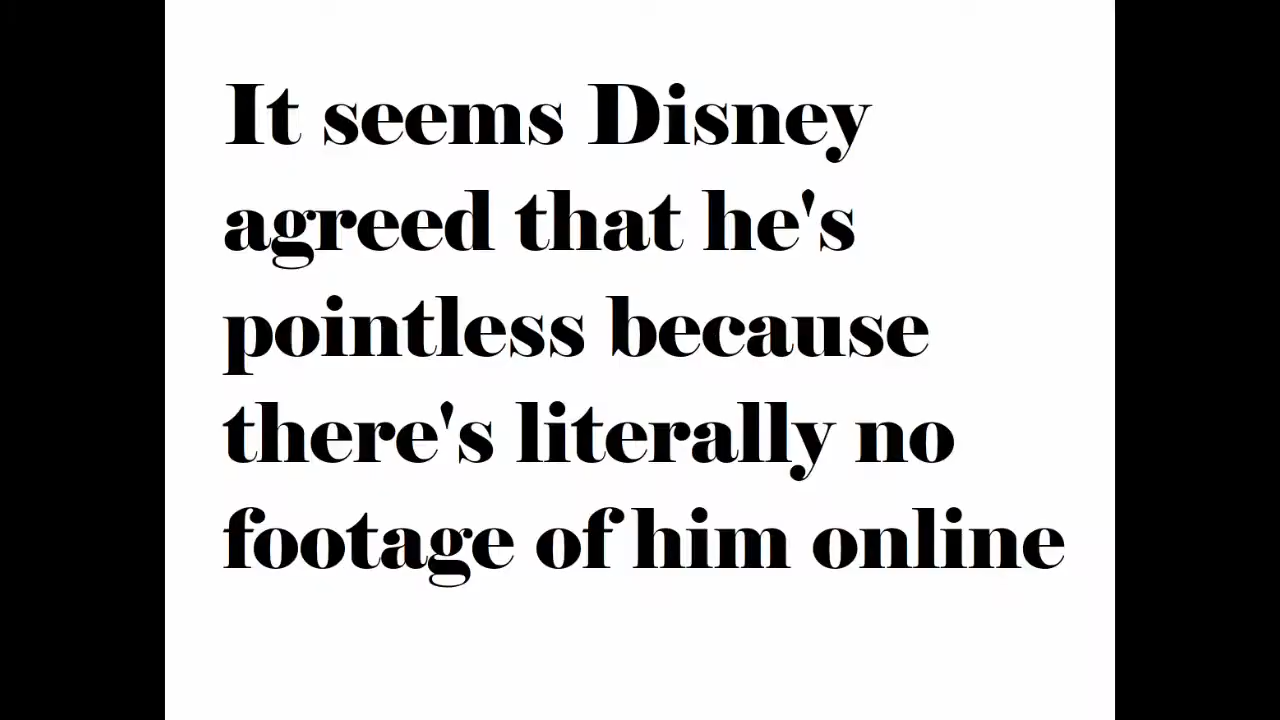 It seems Disney
agreed that he's
pointless because
there's literally no
footage of him online